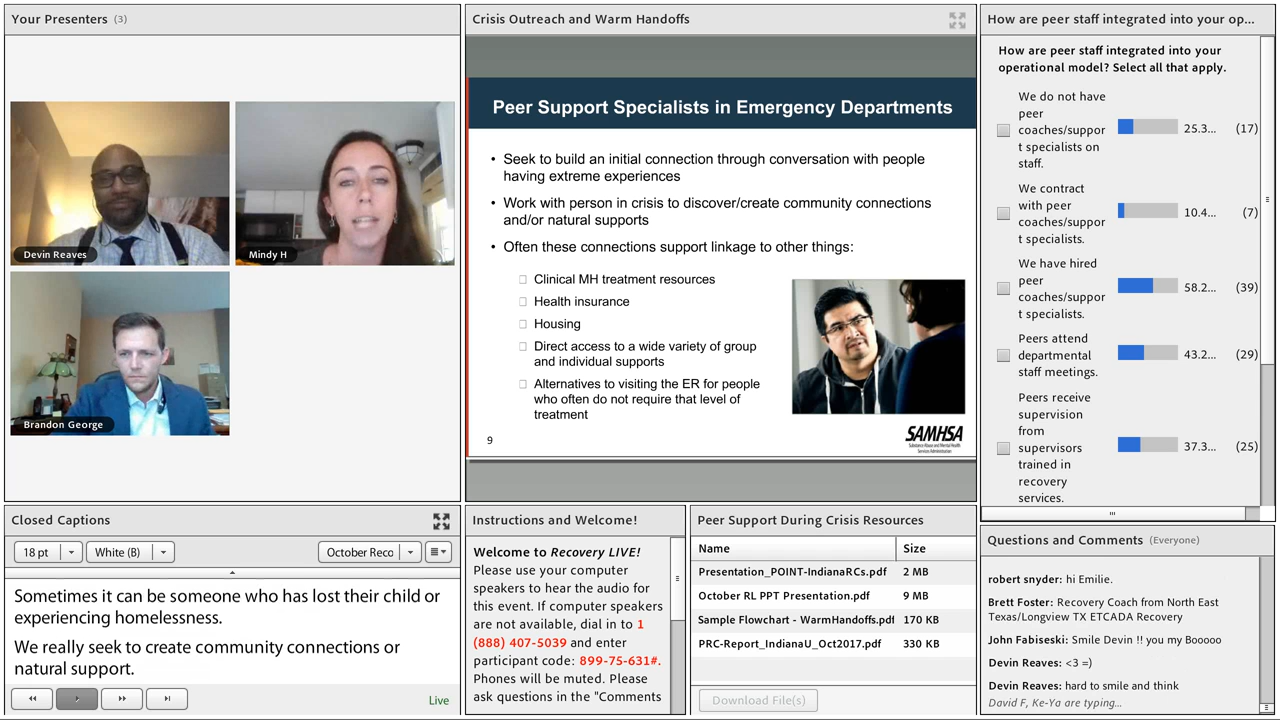 Your Presenters (3)
Devin Reaves
Mindy H
Brandon George
Crisis Outreach and Warm Handoffs
Peer Support Specialists in Emergency Departments
• Seek to build an initial connection through conversation with people
having extreme experiences
• Work with person in crisis to discover/create community connections
and/or natural supports
• Often these connections support linkage to other things:
Clinical MH treatment resources
Health insurance
Housing
Direct access to a wide variety of group
and individual supports
Alternatives to visiting the ER for people
who often do not require that level of
treatment
9
SAMHSA
Substance Abuse and Mental Health
Services Administration
How are peer staff integrated into your op...
How are peer staff integrated into your
operational model? Select all that apply.
We do not have
peer
coaches/suppor
t specialists on
staff.
25.3... (17)
We contract
with peer
coaches/suppor
t specialists.
10.4... (7)
We have hired
peer
coaches/suppor
t specialists.
58.2... (39)
Peers attend
departmental
staff meetings.
43.2... (29)
Peers receive
supervision
from
supervisors
trained in
recovery
services.
37.3... (25)
Closed Captions
18 pt White (B) October Reco
Sometimes it can be someone who has lost their child or
experiencing homelessness.
We really seek to create community connections or
natural support.
Live
Instructions and Welcome!
Welcome to Recovery LIVE!
Please use your computer
speakers to hear the audio for
this event. If computer speakers
are not available, dial in to 1
(888) 407-5039 and enter
participant code: 899-75-631#.
Phones will be muted. Please
ask questions in the "Comments
Peer Support During Crisis Resources
Name Size
Presentation_POINT-IndianaRCs.pdf 2 MB
October RL PPT Presentation.pdf 9 MB
Sample Flowchart - WarmHandoffs.pdf 170 KB
PRC-Report_IndianaU_Oct2017.pdf 330 KB
Download File(s)
Questions and Comments (Everyone)
robert snyder: hi Emilie.
Brett Foster: Recovery Coach from North East
Texas/Longview TX ETCADA Recovery
John Fabiseski: Smile Devin !! you my Booooo
Devin Reaves: <3 =)
Devin Reaves: hard to smile and think
David F, Ke-Ya are typing...